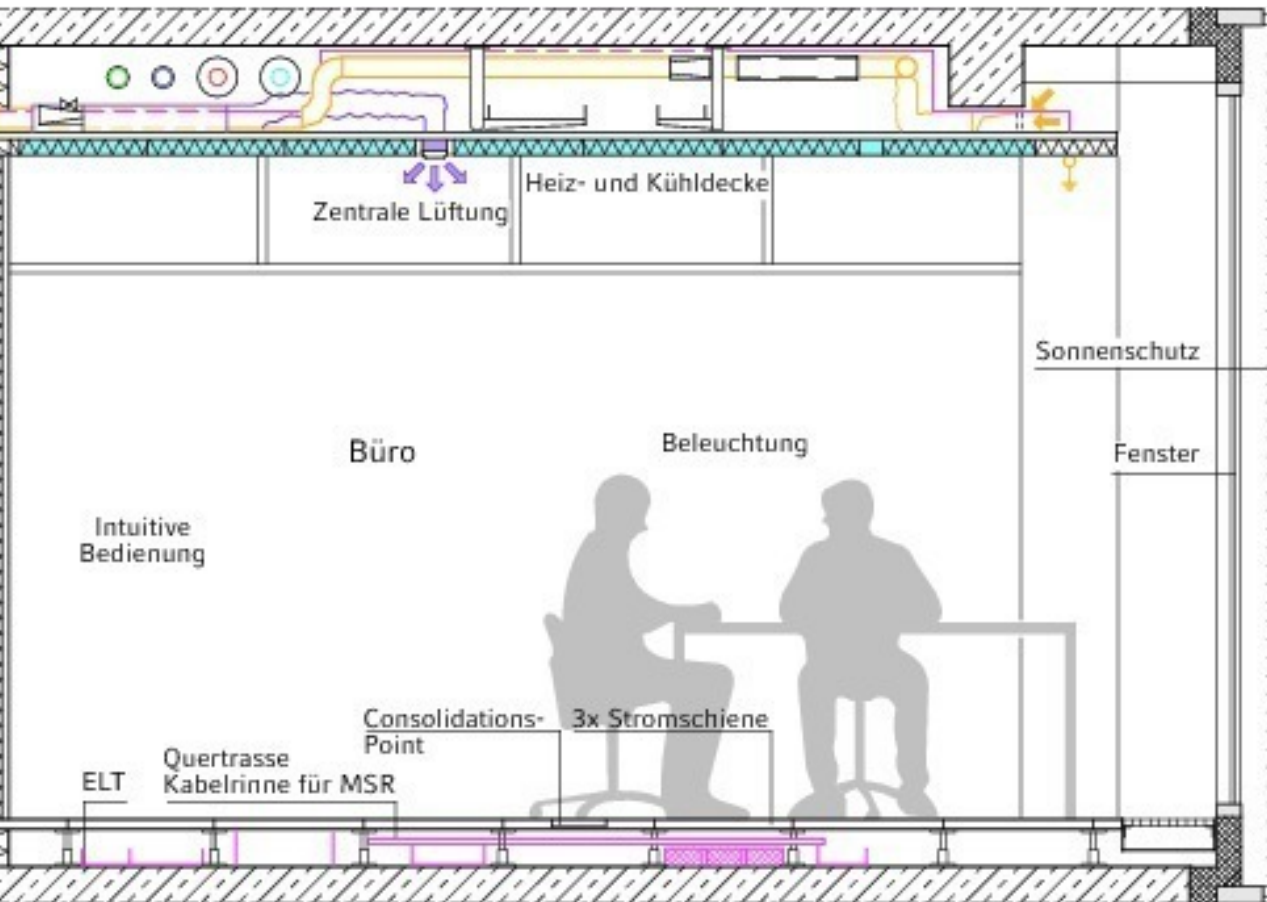 Heiz- und Kühldecke
Zentrale Lüftung
Sonnenschutz
Büro
Beleuchtung
Fenster
Intuitive
Bedienung
Consolidations-
Point
3x Stromschiene
Quertrasse
Kabelrinne für MSR
ELT